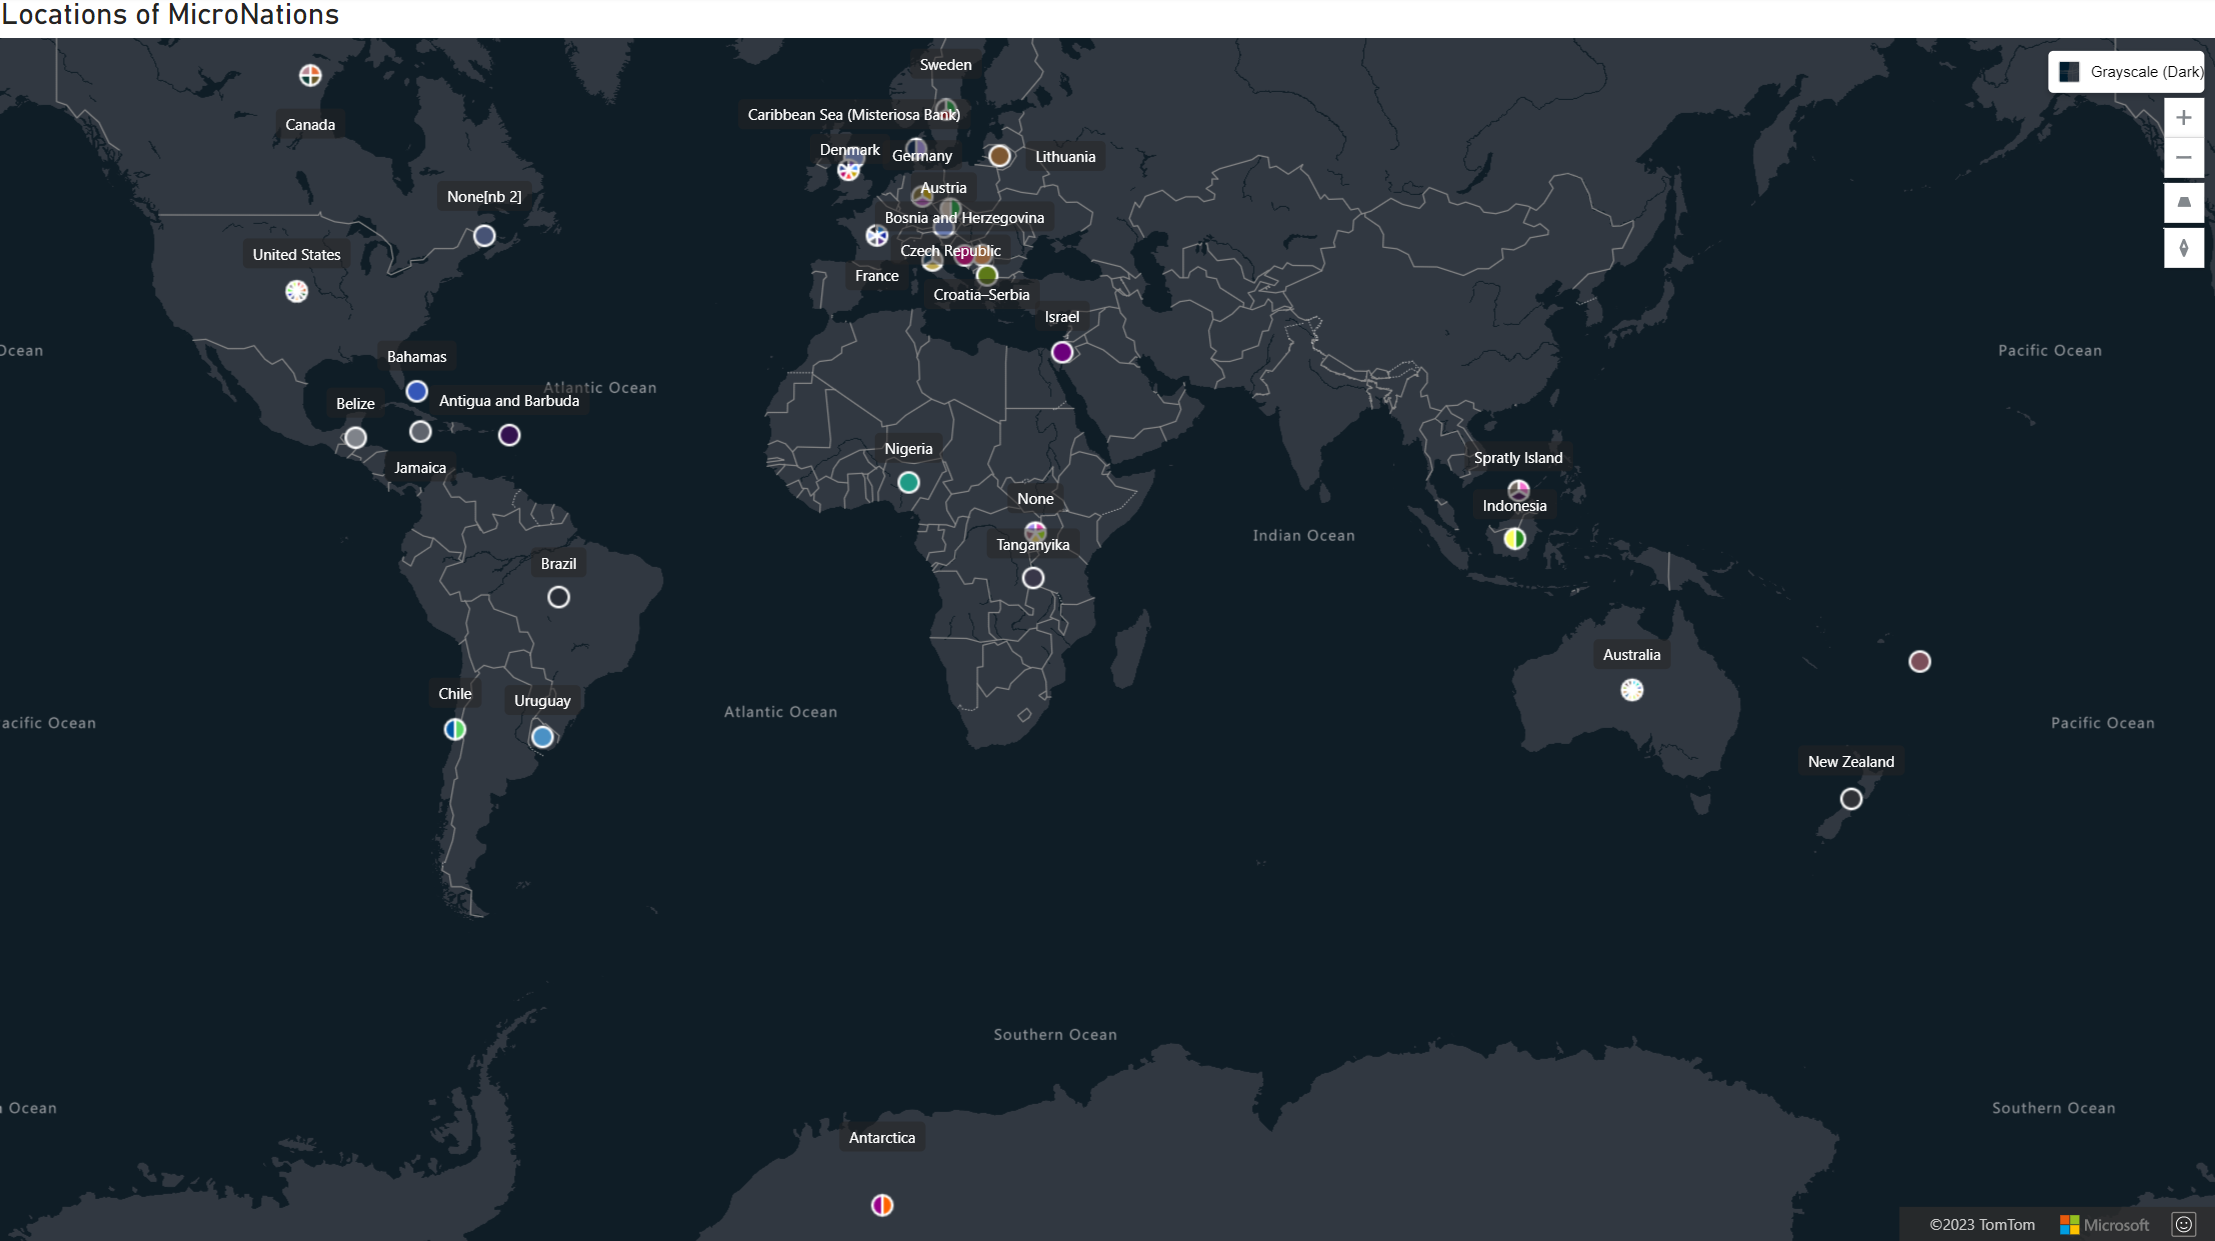 Locations of MicroNations
Sweden
Grayscale (Dark)
Caribbean Sea (Misteriosa Bank)
Canada
Denmark
Germany
Lithuania
Austria
None[nb 2]
Bosnia and Herzegovina
United States
Czech Republic
France
Croatia–Serbia
Israel
Ocean
Pacific Ocean
Bahamas
Atlantic Ocean
Belize
Antigua and Barbuda
Nigeria
Spratly Island
Jamaica
None
Indonesia
Indian Ocean
Tanganyika
Brazil
Australia
Chile
Uruguay
Atlantic Ocean
acific Ocean
Pacific Ocean
New Zealand
Southern Ocean
Ocean
Southern Ocean
Antarctica
©2023 TomTom
Microsoft